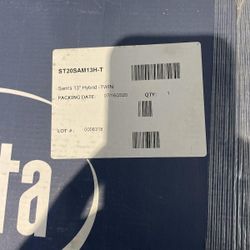 ST20SAM13H-T
Sam's 13" Hybrid -TWIN
PACKING DATE:
QTY: 1
LOT #:
ta